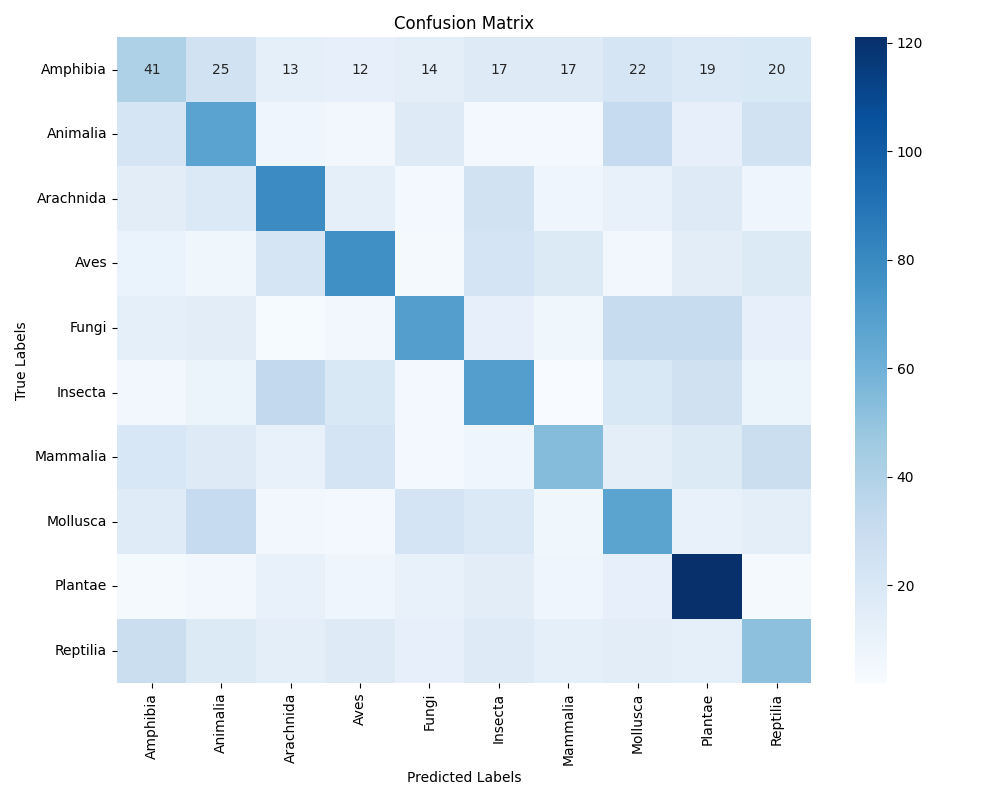 Confusion Matrix
True Labels
Amphibia 41 25 13 12 14 17 17 22 19 20
Animalia
Arachnida
Aves
Fungi
Insecta
Mammalia
Mollusca
Plantae
Reptilia
Amphibia
Animalia
Arachnida
Aves
Fungi
Insecta
Mammalia
Mollusca
Plantae
Reptilia
Predicted Labels
120
100
80
60
40
20